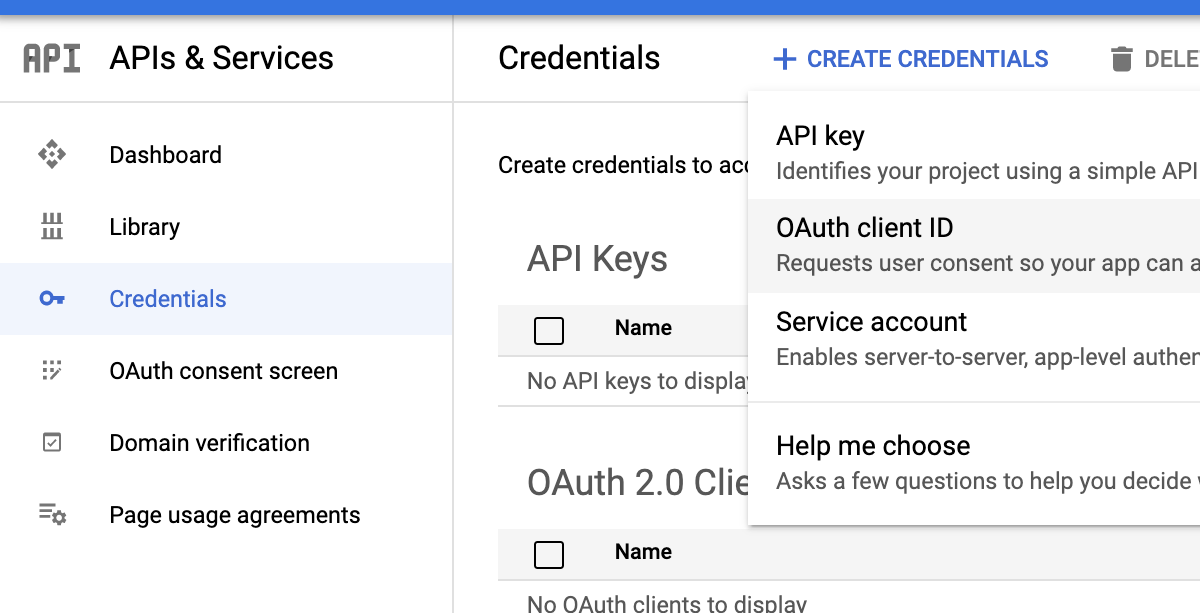 API APIs & Services
Credentials
CREATE CREDENTIALS
DELE
Dashboard
Library
Credentials
OAuth consent screen
Domain verification
Page usage agreements
Create credentials to acc
API Keys
Name
No API keys to display
OAuth 2.0 Clie
Name
No OAuth clients to display
API key
Identifies your project using a simple API
OAuth client ID
Requests user consent so your app can a
Service account
Enables server-to-server, app-level authen
Help me choose
Asks a few questions to help you decide w